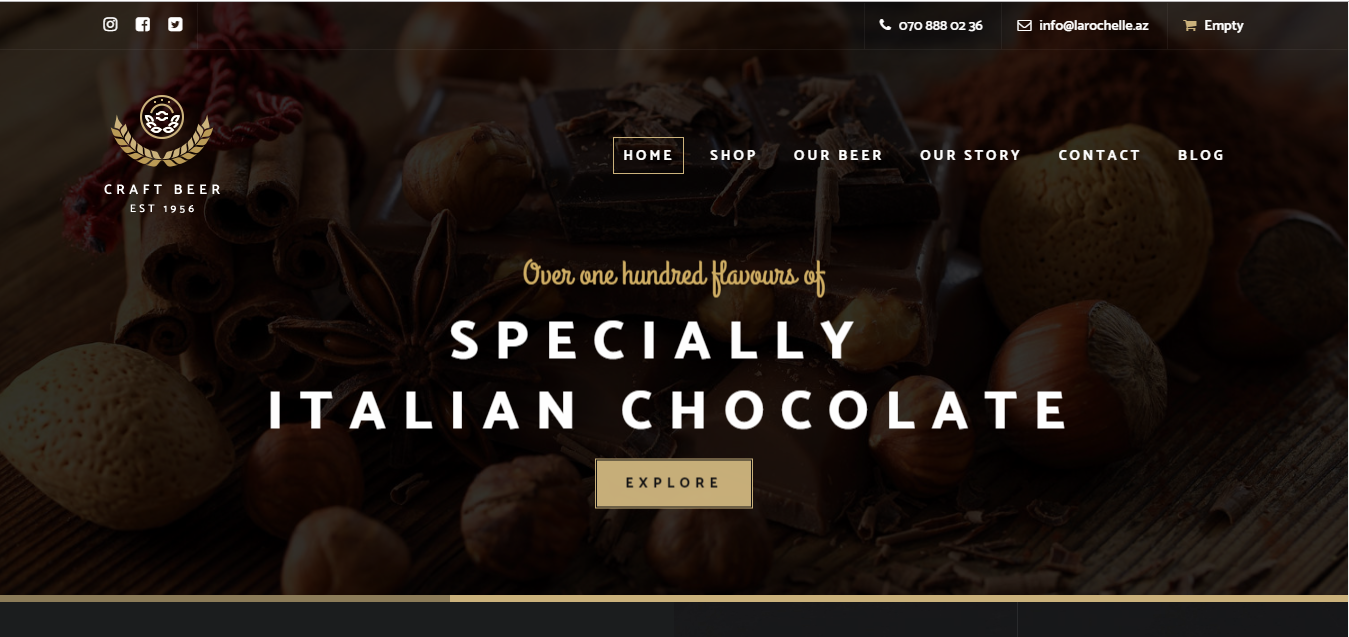 070 888 02 36
info@larochelle.az
Empty
CRAFT BEER
EST 1956
HOME
SHOP
OUR BEER
OUR STORY
CONTACT
BLOG
Over one hundred flavours of
SPECIALLY
ITALIAN CHOCOLATE
EXPLORE